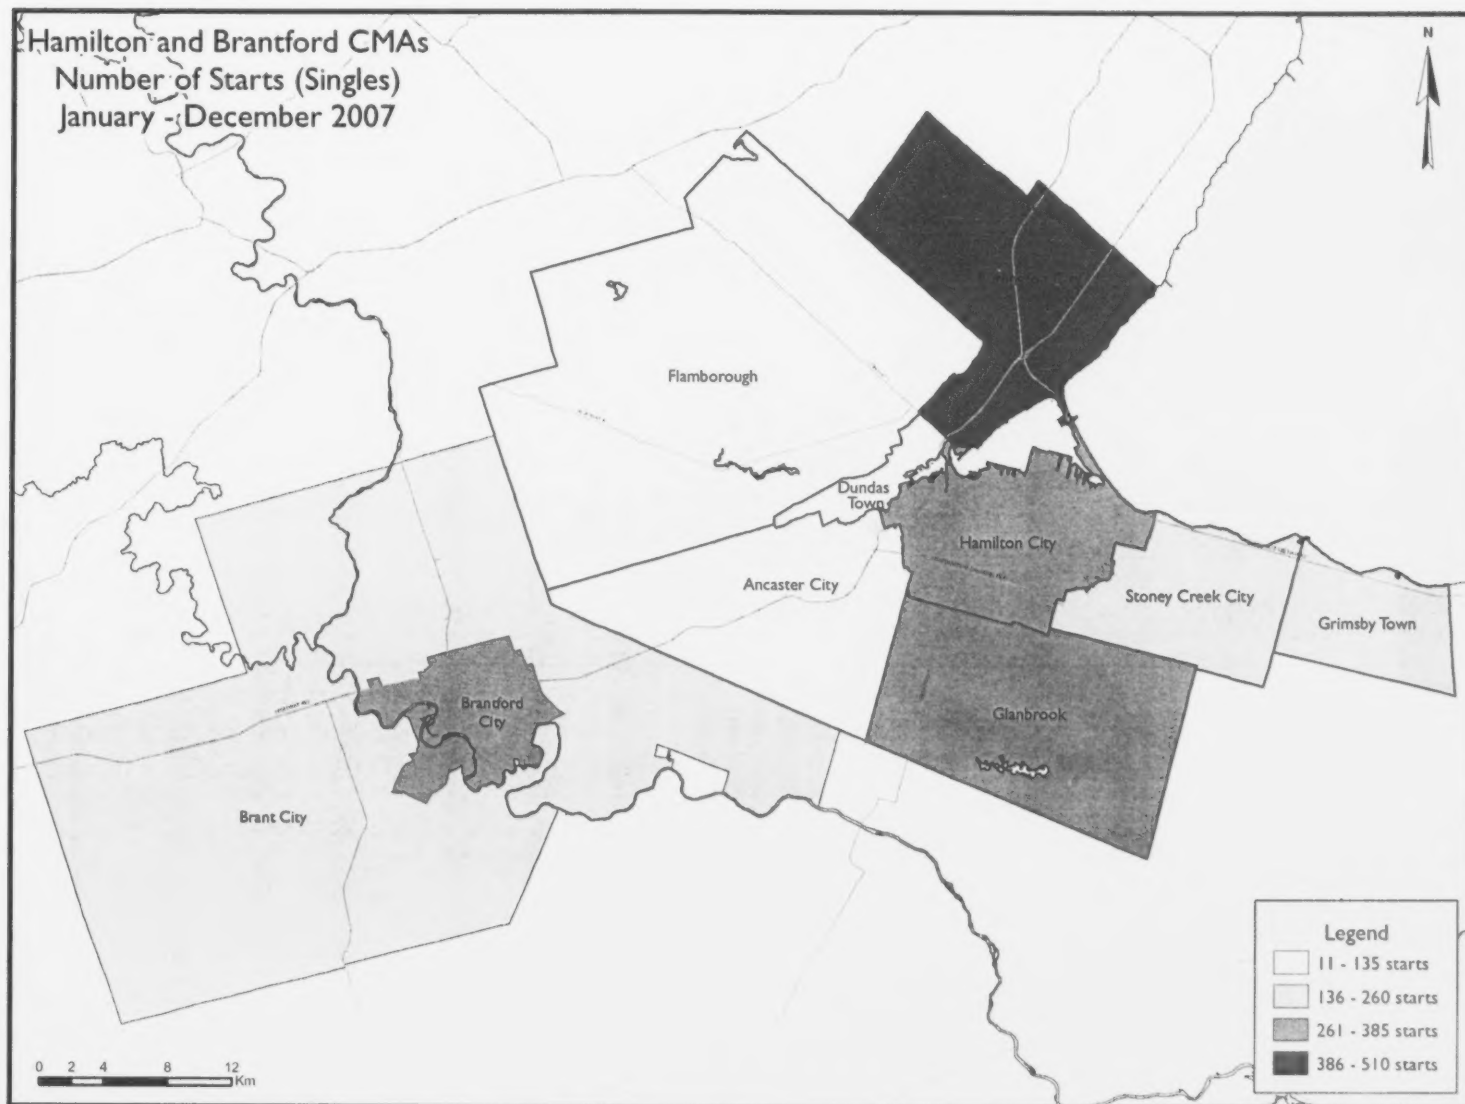 Hamilton and Brantford CMAs
Number of Starts (Singles)
January - December 2007
N
Flamborough
Dundas
Town
Hamilton City
Ancaster City
Stoney Creek City
Grimsby Town
Brantford
City
Glanbrook
Brant City
Legend
11 - 135 starts
136 - 260 starts
261 - 385 starts
386 - 510 starts
0 2 4 8 12
Km